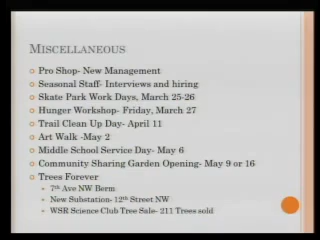 MISCELLANEOUS
Pro Shop- New Management
Seasonal Staff- Interviews and hiring
Skate Park Work Days, March 25-26
Hunger Workshop- Friday, March 27
Trail Clean Up Day- April 11
Art Walk -May 2
Middle School Service Day- May 6
Community Sharing Garden Opening- May 9 or 16
Trees Forever
7th Ave NW Berm
New Substation- 12th Street NW
WSR Science Club Tree Sale- 211 Trees sold